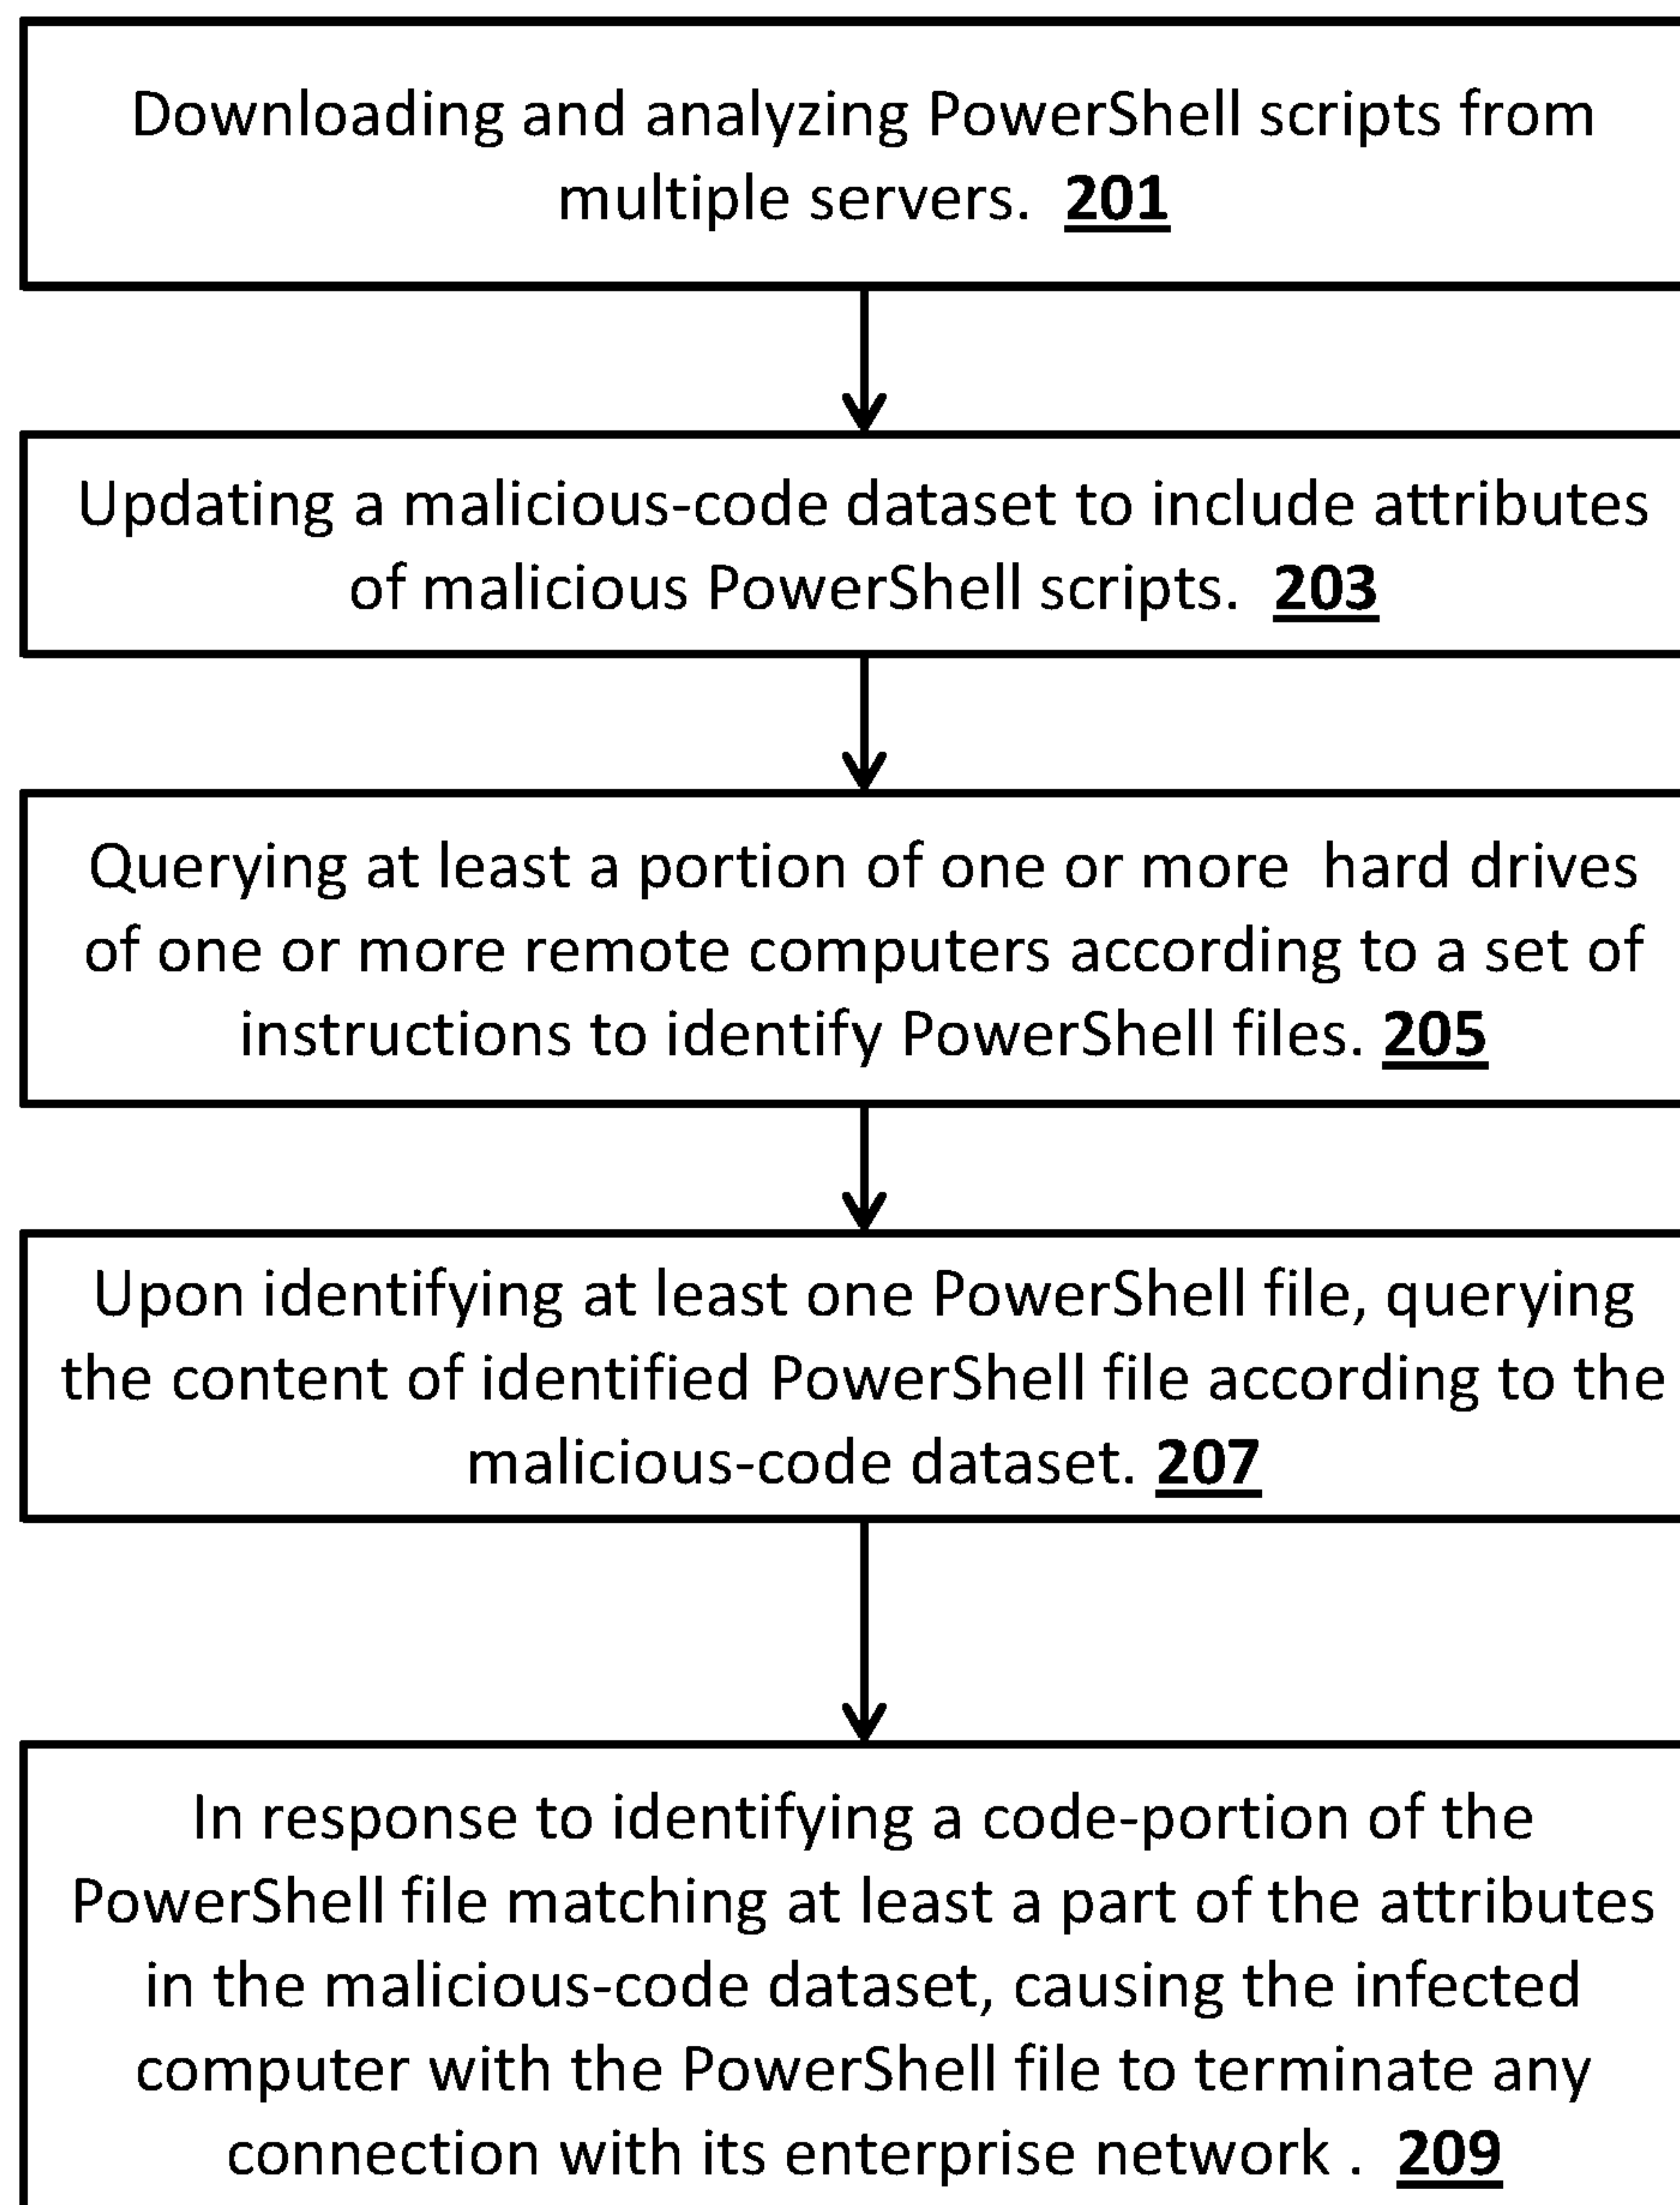 Downloading and analyzing PowerShell scripts from
multiple servers. 201
Updating a malicious-code dataset to include attributes
of malicious PowerShell scripts. 203
Querying at least a portion of one or more hard drives
of one or more remote computers according to a set of
instructions to identify PowerShell files. 205
Upon identifying at least one PowerShell file, querying
the content of identified PowerShell file according to the
malicious-code dataset. 207
In response to identifying a code-portion of the
PowerShell file matching at least a part of the attributes
in the malicious-code dataset, causing the infected
computer with the PowerShell file to terminate any
connection with its enterprise network . 209